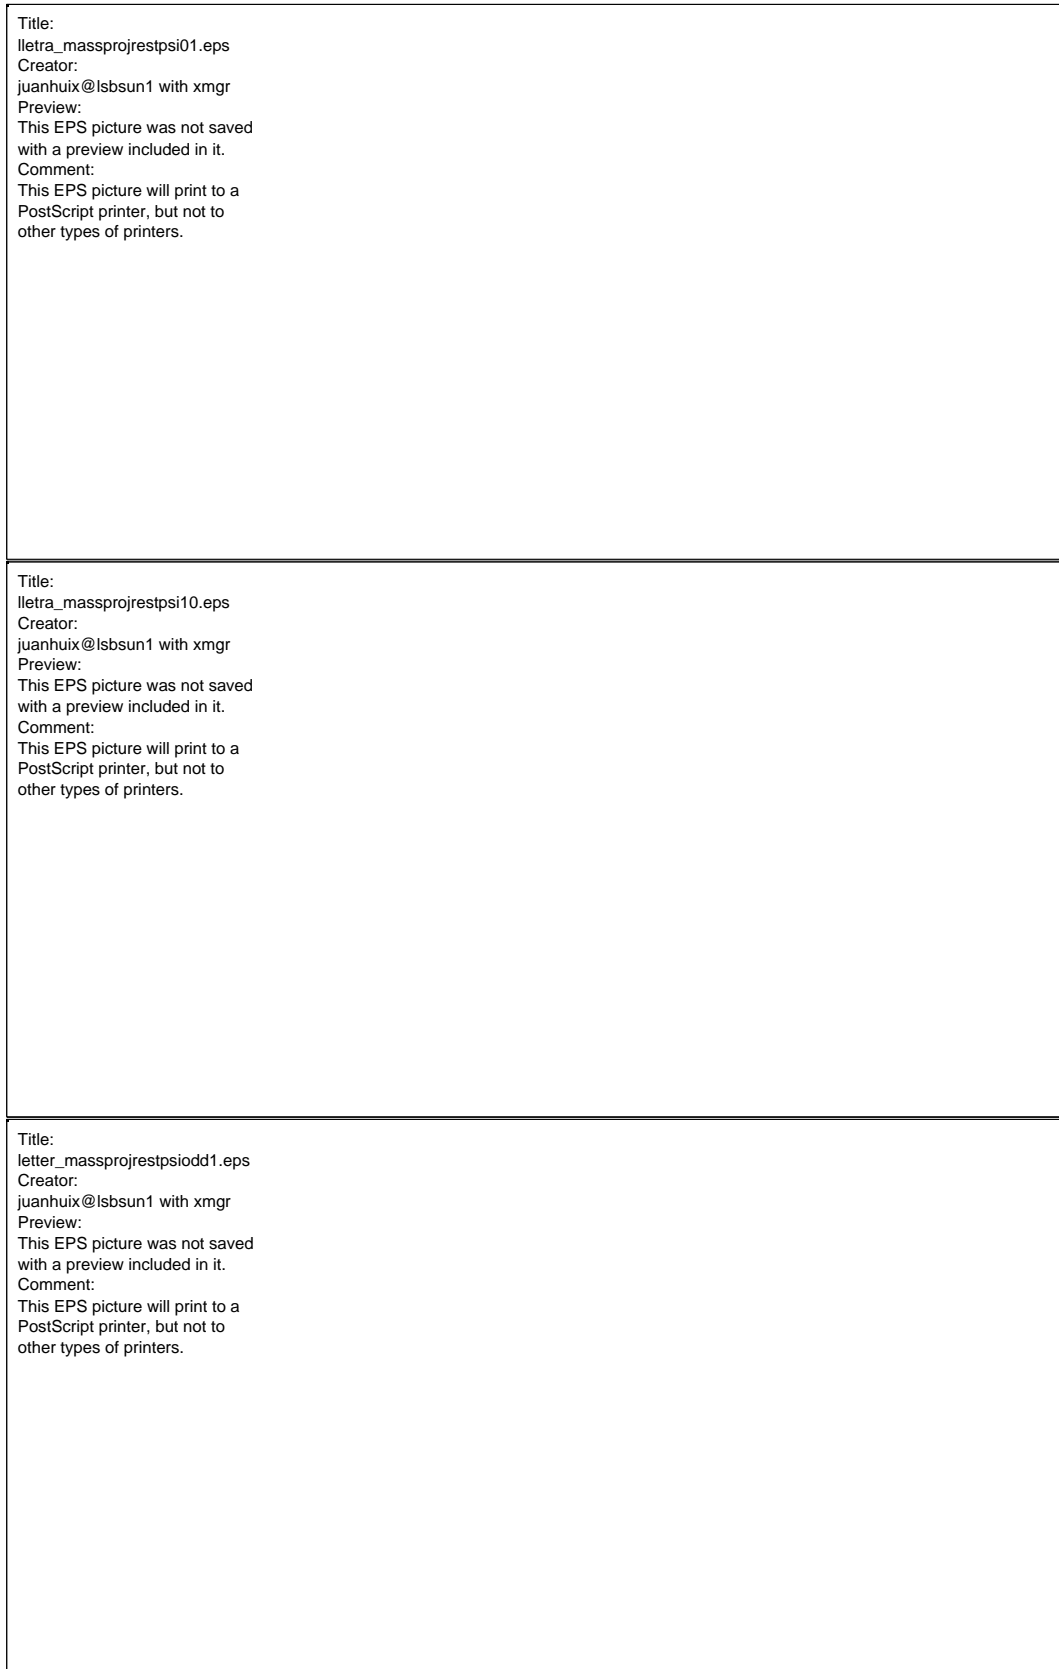 Title:
lletra_massprojrestpsi01.eps
Creator:
juanhuix@lsbsun1 with xmgr
Preview:
This EPS picture was not saved
with a preview included in it.
Comment:
This EPS picture will print to a
PostScript printer, but not to
other types of printers.
Title:
lletra_massprojrestpsi10.eps
Creator:
juanhuix@lsbsun1 with xmgr
Preview:
This EPS picture was not saved
with a preview included in it.
Comment:
This EPS picture will print to a
PostScript printer, but not to
other types of printers.
Title:
letter_massprojrestpsiodd1.eps
Creator:
juanhuix@lsbsun1 with xmgr
Preview:
This EPS picture was not saved
with a preview included in it.
Comment:
This EPS picture will print to a
PostScript printer, but not to
other types of printers.